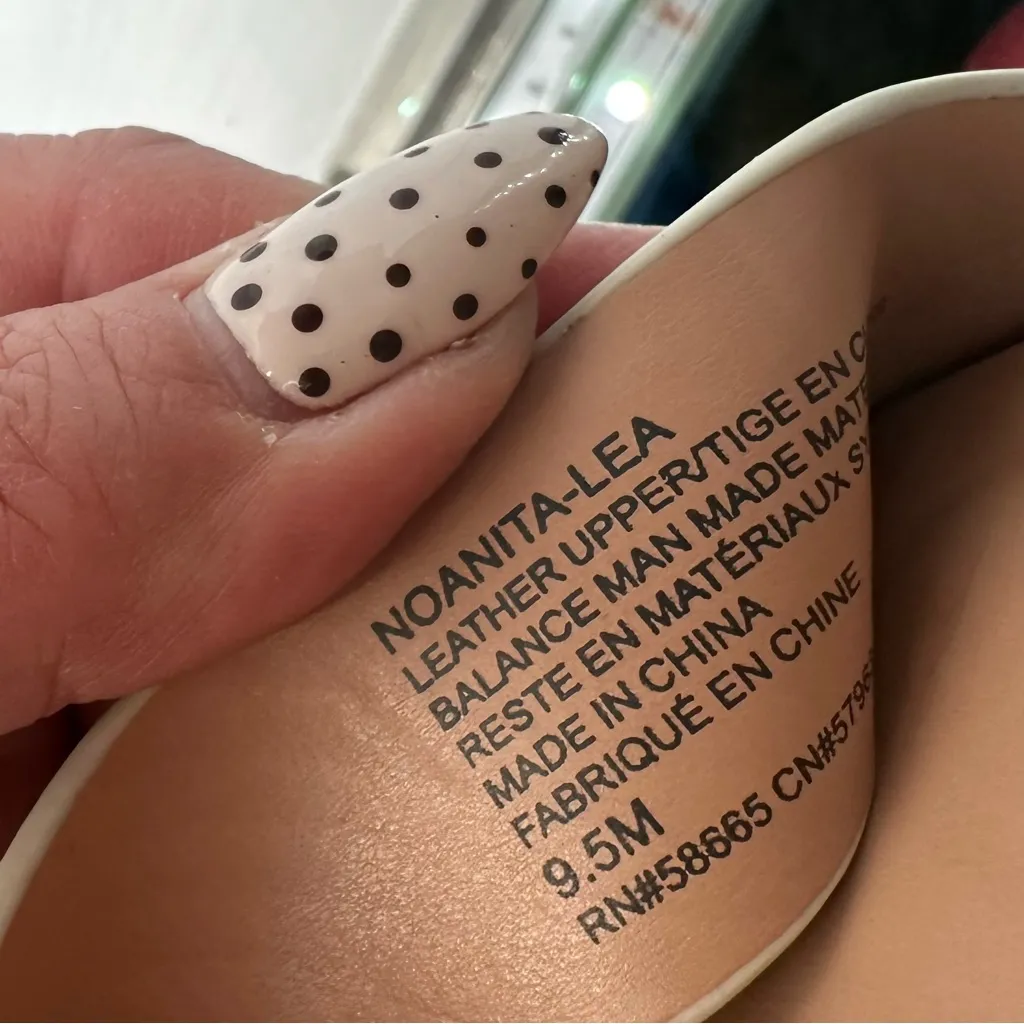 NOANITA-LEA
LEATHER UPPER/TIGE EN
BALANCE MAN MADE
RESTE EN MATÉRIAUX
MADE IN CHINA
FABRIQUÉ EN CHINE
9.5M
RN#58665 CN#